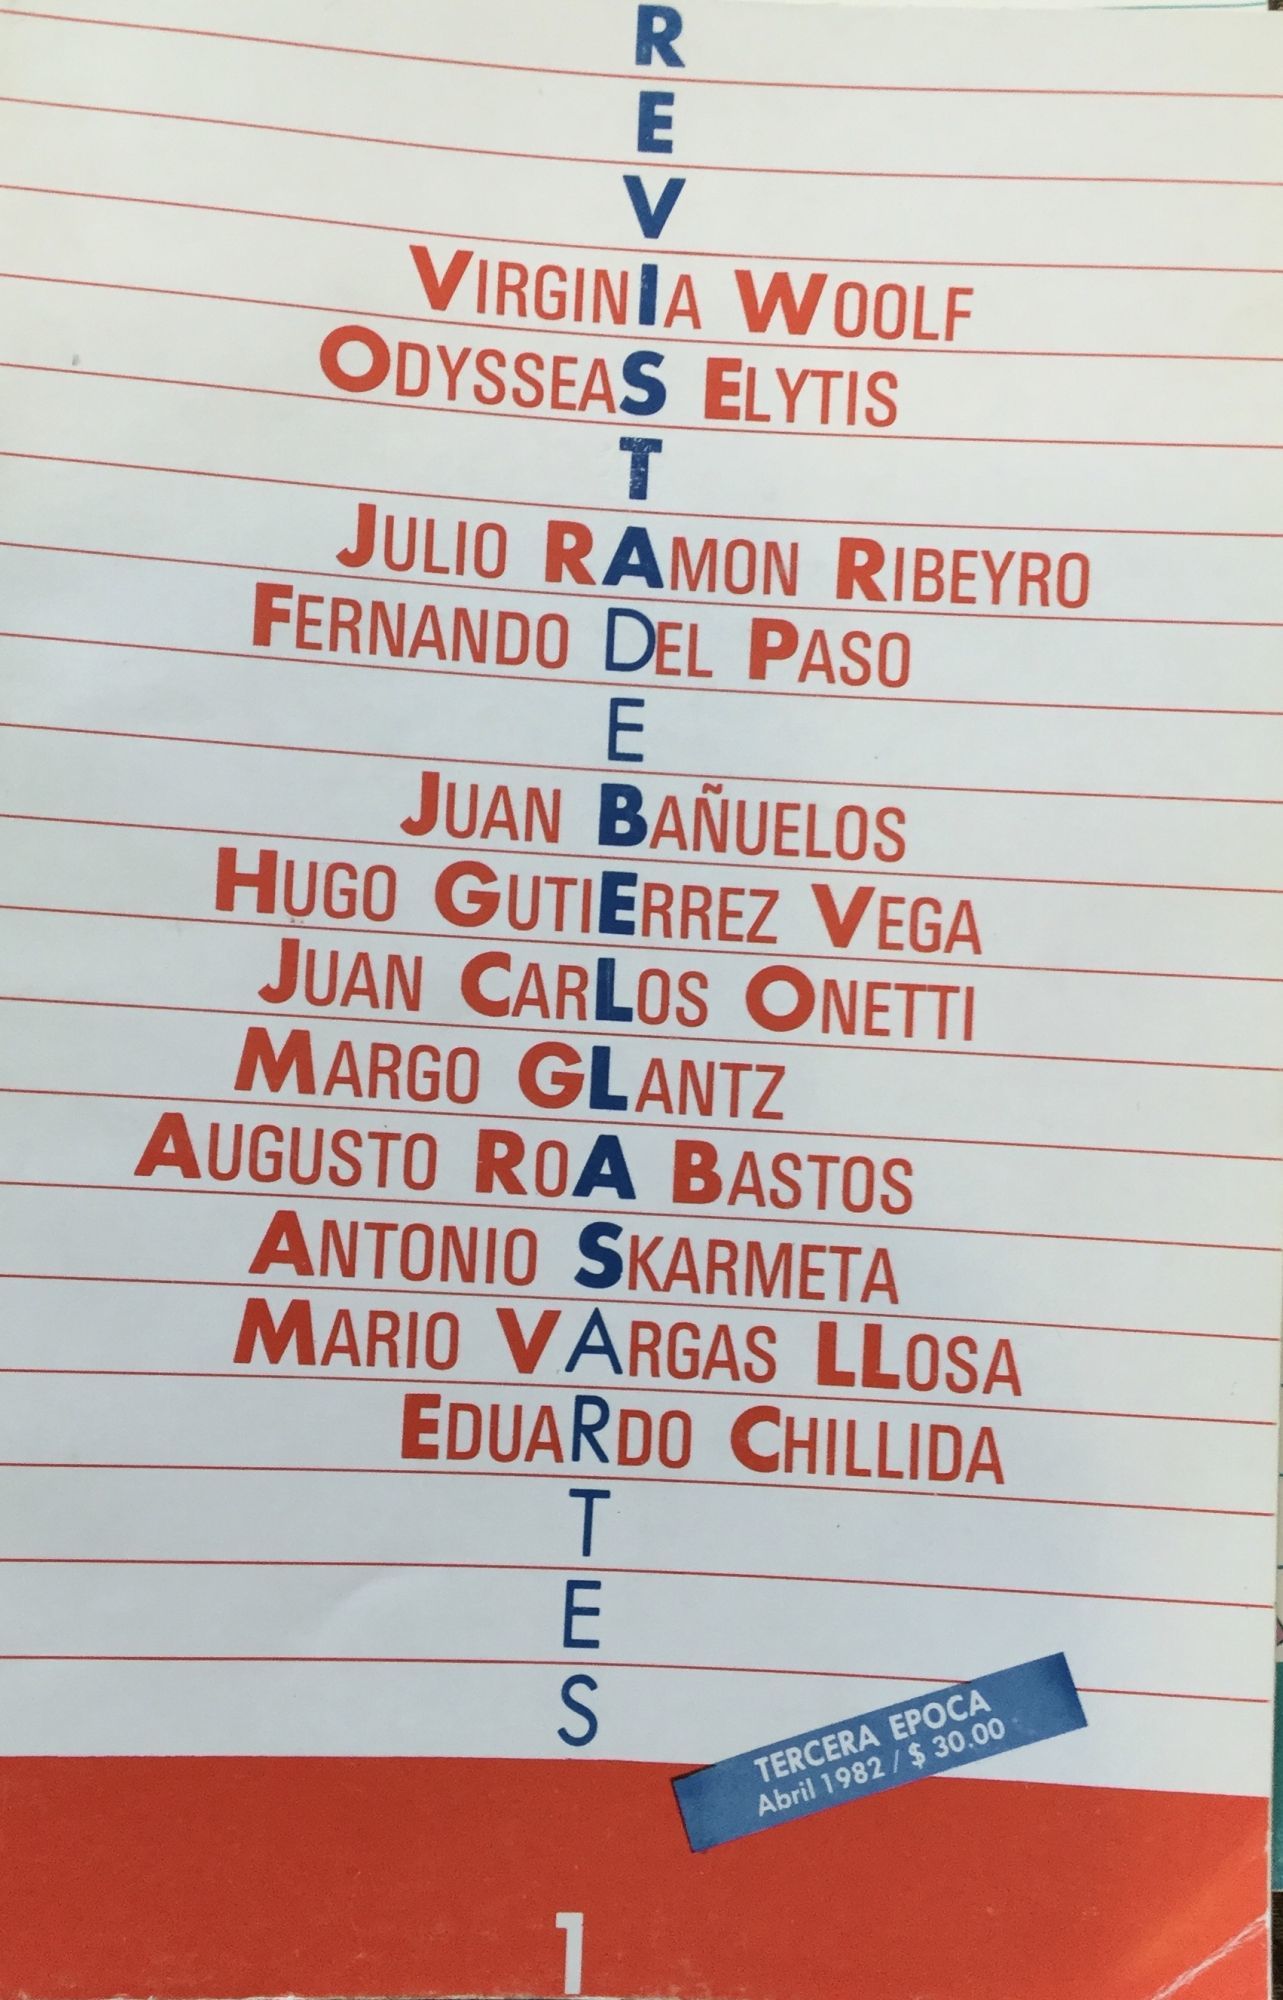 R
E
V
VIRGINIA WOOLF
ODYSSEAS ELYTIS
T
JULIO RAMON RIBEYRO
FERNANDO DEL PASO
E
JUAN BAÑUELOS
HUGO GUTIERREZ VEGA
JUAN CARLOS ONETTI
MARGO GLANTZ
AUGUSTO ROA BASTOS
ANTONIO SKARMETA
MARIO VARGAS LLOSA
EDUARDO CHILLIDA
T
E
S
TERCERA EPOCA
Abril 1982 / $ 30.00
1